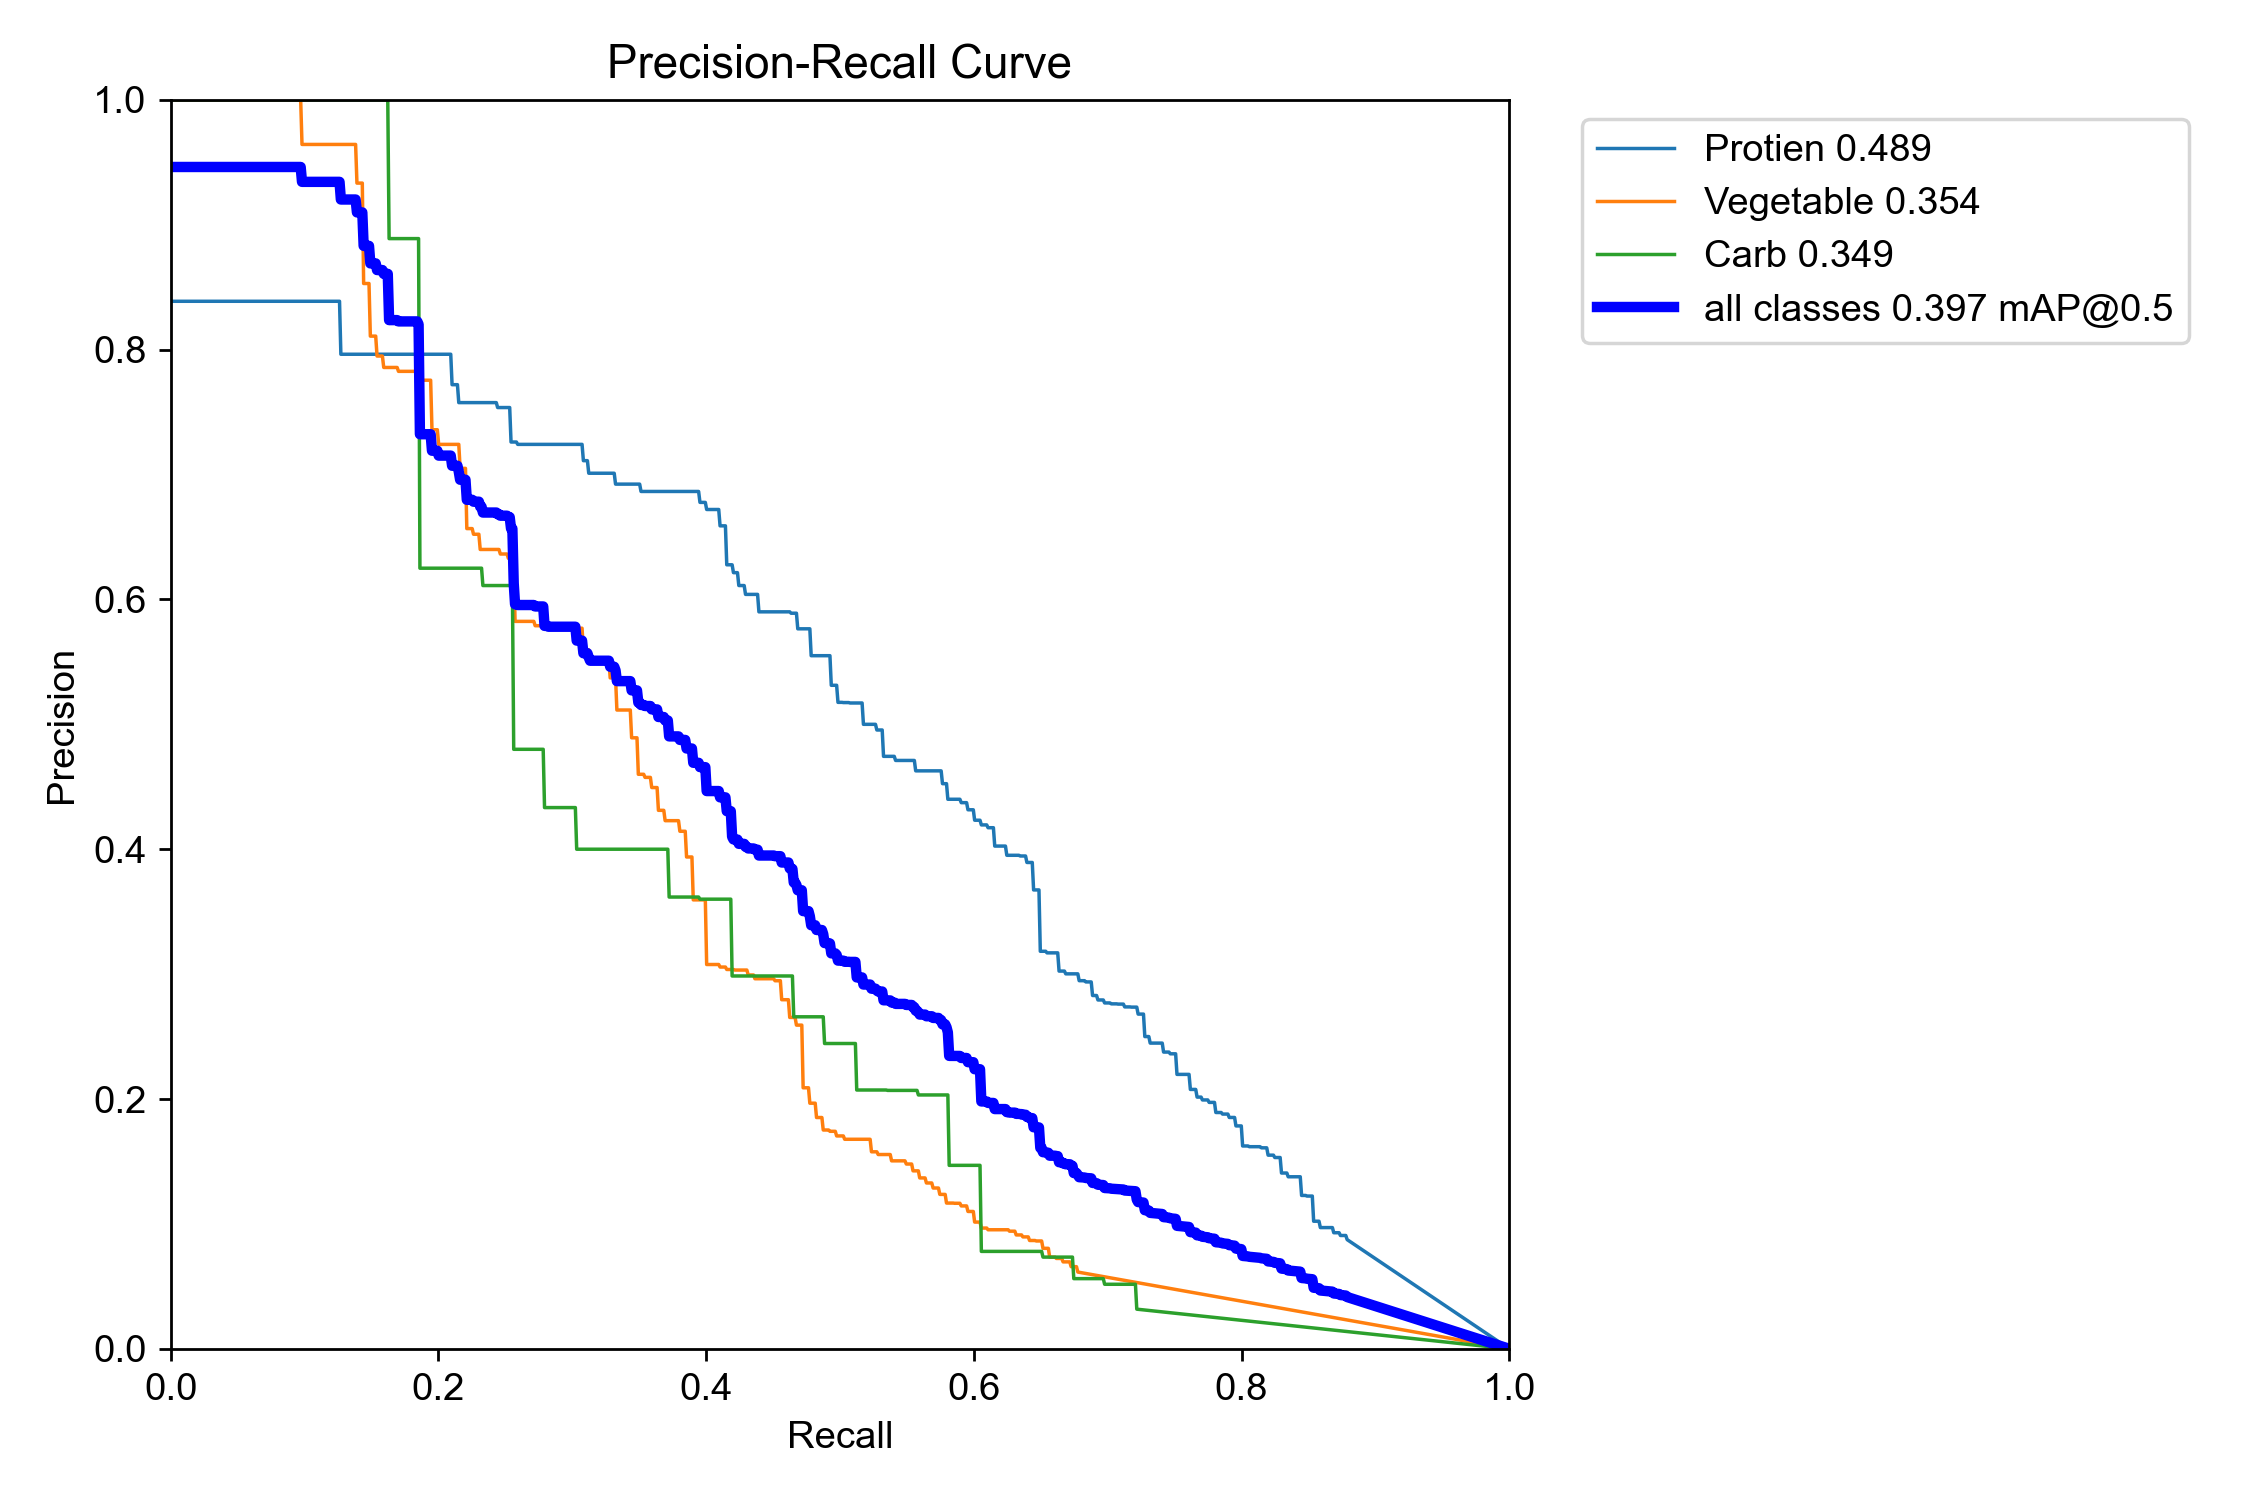 Precision-Recall Curve
Protien 0.489
Vegetable 0.354
Carb 0.349
all classes 0.397 mAP@0.5
Precision
1.0
0.8
0.6
0.4
0.2
0.0
0.0 0.2 0.4 0.6 0.8 1.0
Recall